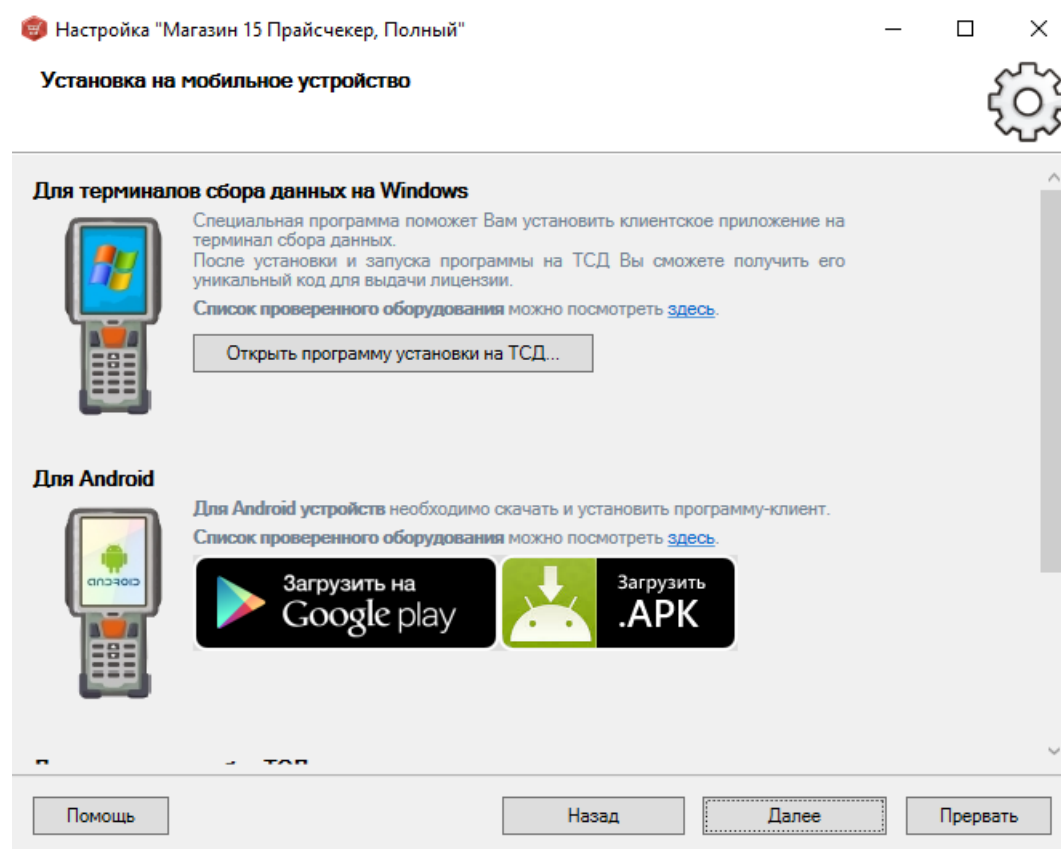 Настройка "Магазин 15 Прайсчекер, Полный"
Установка на мобильное устройство
Для терминалов сбора данных на Windows
Специальная программа поможет Вам установить клиентское приложение на
терминал сбора данных.
После установки и запуска программы на ТСД Вы сможете получить его
уникальный код для выдачи лицензии.
Список проверенного оборудования можно посмотреть здесь.
Открыть программу установки на ТСД...
Для Android
Для Android устройств необходимо скачать и установить программу-клиент.
Список проверенного оборудования можно посмотреть здесь.
ANDROID
Загрузить на
Google play
Загрузить
.APK
Помощь
Назад
Далее
Прервать